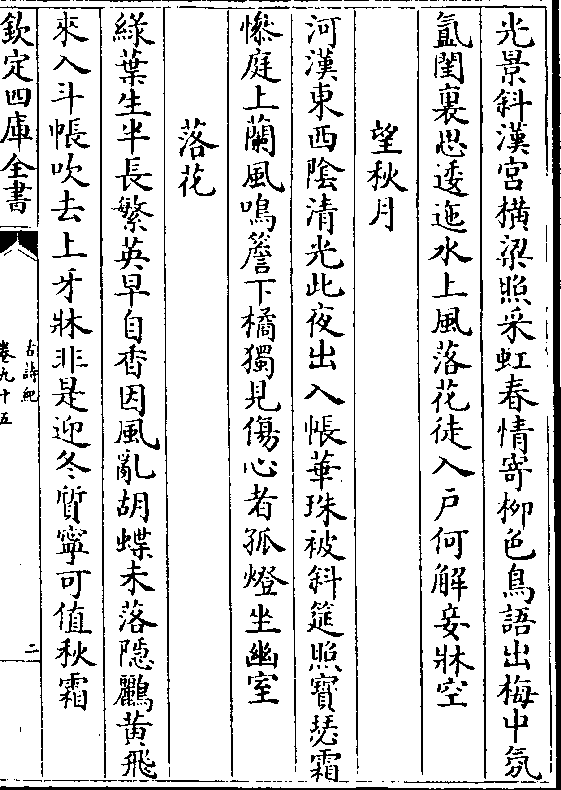 光景斜漢宮横梁照采虹春情寄柳色鳥語出梅中氛
氳閨裏思逶迤水上風落花徒入户何解妾牀空
望秋月
河漢東西陰清光此夜出入帳華珠被斜筵照寶瑟霜
慘庭上蘭風鳴簷下橘獨見傷心者孤燈坐幽室
落花
緑葉生半長繁英早自香因風亂胡蝶未落隠鸝黄飛
來入斗帳吹去上牙牀非是迎冬質寧可值秋霜
欽定四庫全書
古詩紀
卷九十五
二